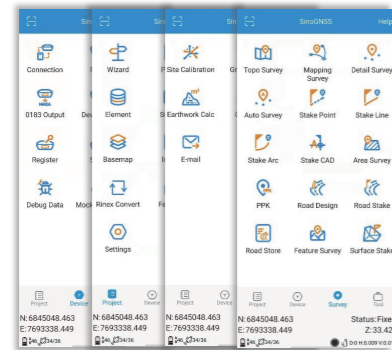 SinoGNSS Help
Connection
Wizard
Site Calibration
Topo Survey
Mapping
Survey
Detail Survey
0183 Output
Element
Earthwork Calc
Auto Survey
Stake Point
Stake Line
Register
Basemap
E-mail
Stake Arc
Stake CAD
Area Survey
Debug Data
Rinex Convert
PPK
Road Design
Road Stake
Settings
Road Store
Feature Survey
Surface Stake
Project
Device
Project
Device
Project
Device
Project
Device
Survey
Tool
N:6845048.463
E:7693338.449
N:6845048.463
E:7693338.449
N:6845048.463
E:7693338.449
N:6845048.463 Status:Fixe
E:7693338.449 Z:33.42
34/36
34/36
34/36
34/36